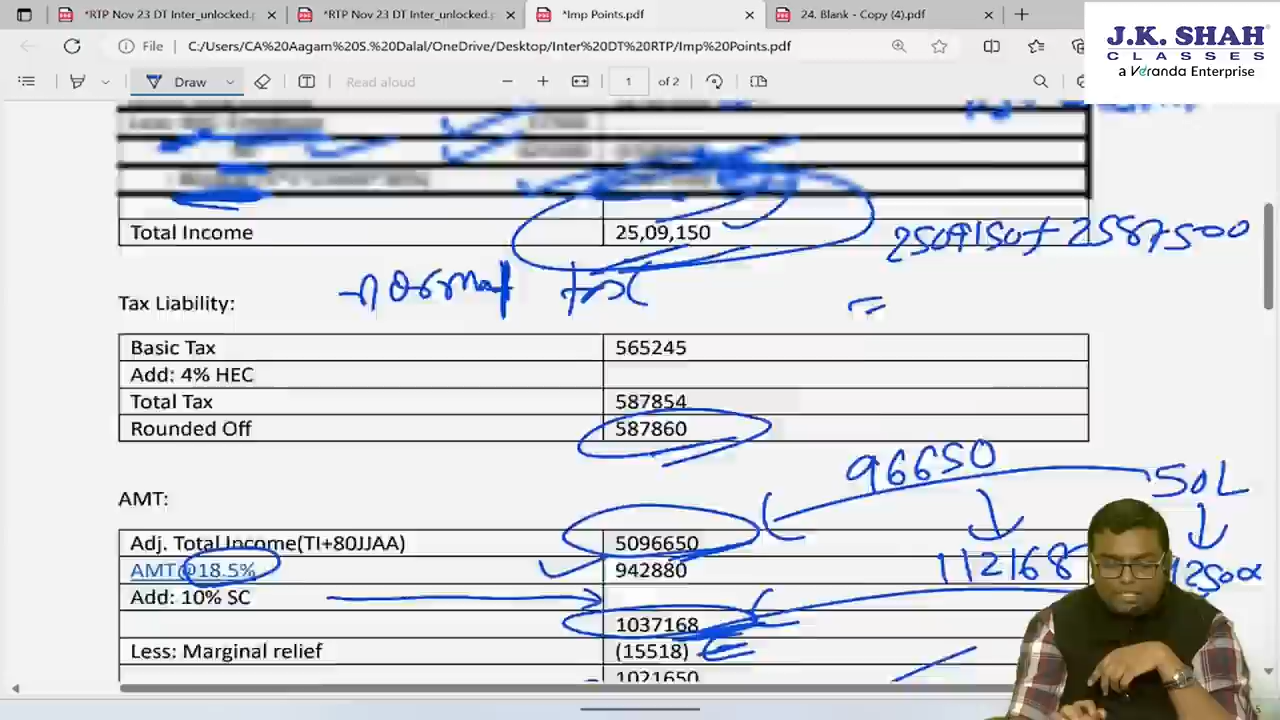 *RTP Nov 23 DT Inter_unlocked.p
*RTP Nov 23 DT Inter_unlocked.p
*Imp Points.pdf
24. Blank - Copy (4).pdf
File C:/Users/CA%20Aagam%20S.%20Dalal/OneDrive/Desktop/Inter%20DT%20RTP/Imp%20Points.pdf
Draw Read aloud 1 of 2
J.K. SHAH
CLASSES
a Veranda Enterprise
Total Income 25,09,150
2509150 + 2587500
=
normal tax
Tax Liability:
Basic Tax 565245
Add: 4% HEC
Total Tax 587854
Rounded Off 587860
96650 50L
AMT:
Adj. Total Income(TI+80JJAA) 5096650
112168
AMT@18.5% 942880
Add: 10% SC
1037168
Less: Marginal relief (15518)
1021650